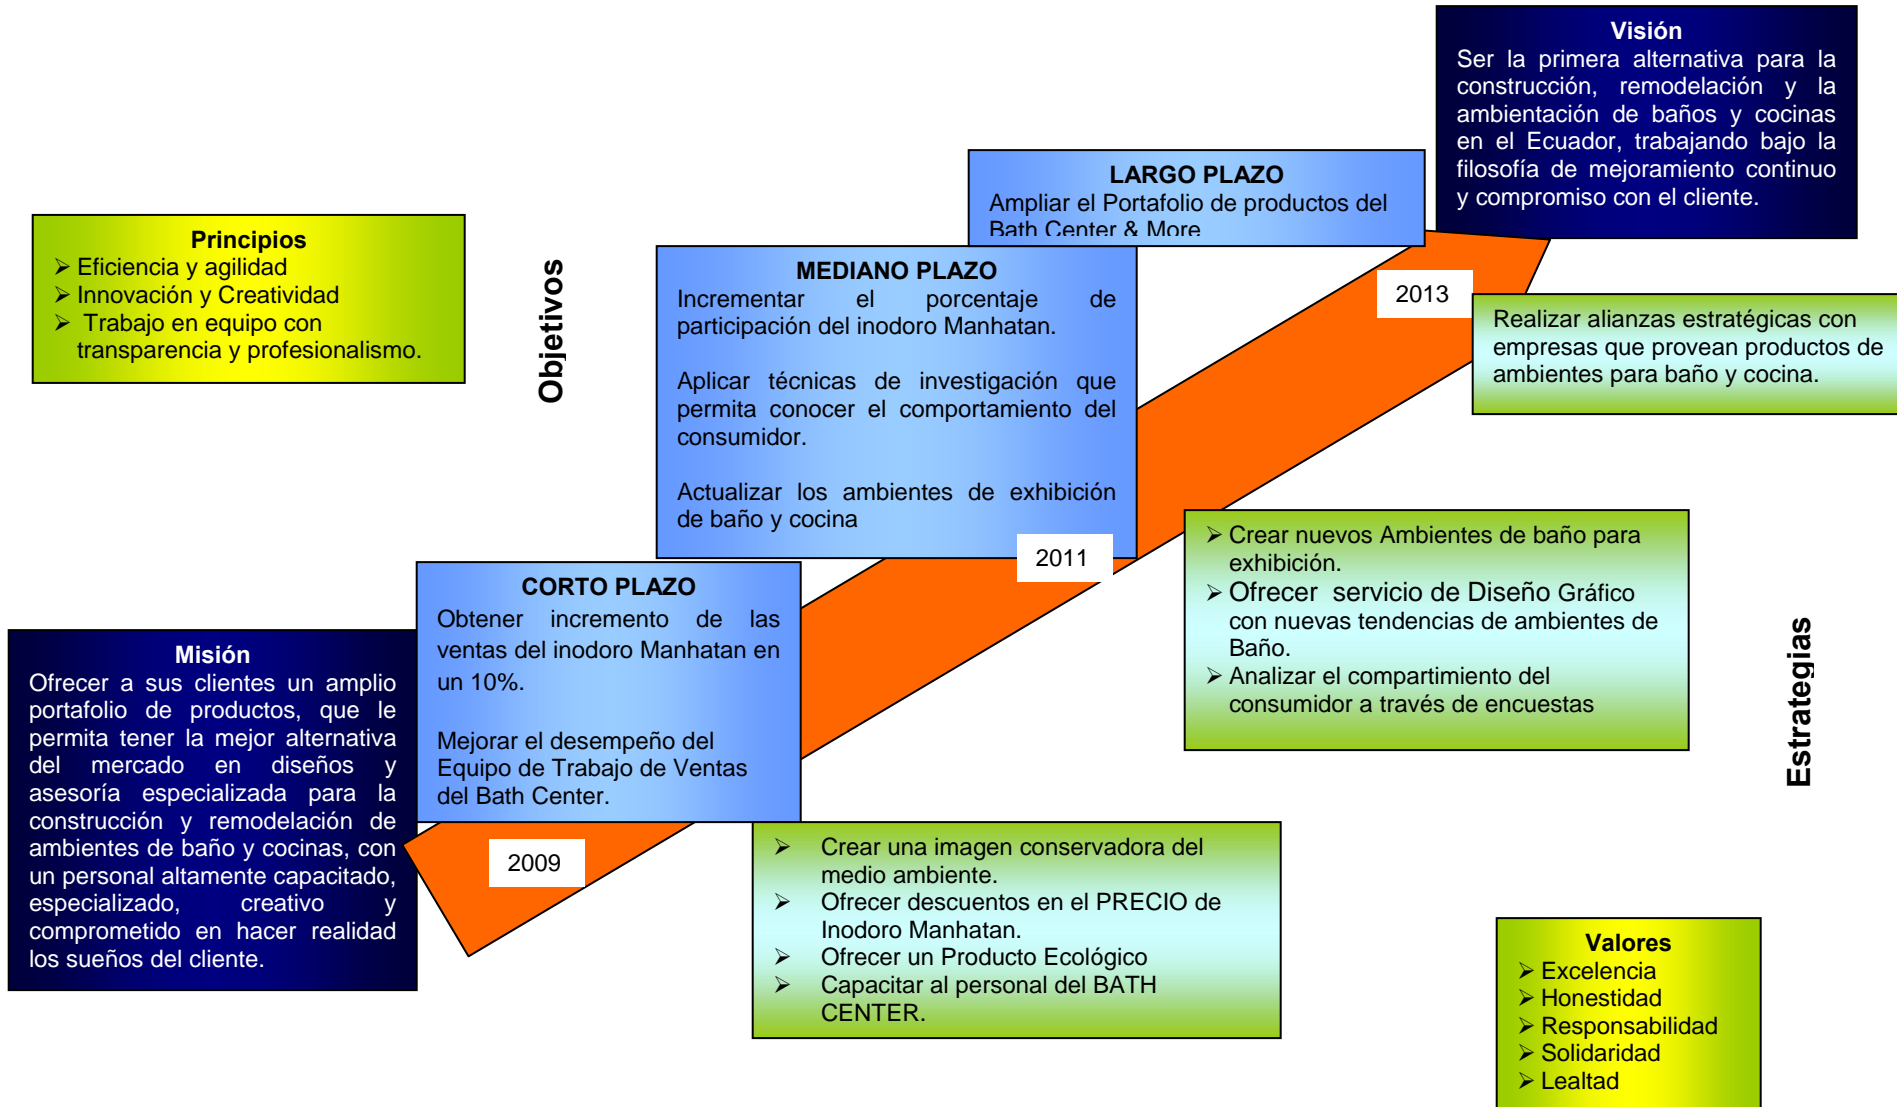 Visión
Ser la primera alternativa para la
construcción, remodelación y la
ambientación de baños y cocinas
en el Ecuador, trabajando bajo la
filosofía de mejoramiento continuo
y compromiso con el cliente.
LARGO PLAZO
Ampliar el Portafolio de productos del
Bath Center & More
Principios
➢ Eficiencia y agilidad
➢ Innovación y Creatividad
➢ Trabajo en equipo con
transparencia y profesionalismo.
Objetivos
MEDIANO PLAZO
Incrementar el porcentaje de
participación del inodoro Manhatan.
Aplicar técnicas de investigación que
permita conocer el comportamiento del
consumidor.
Actualizar los ambientes de exhibición
de baño y cocina
2013
Realizar alianzas estratégicas con
empresas que provean productos de
ambientes para baño y cocina.
2011
➢ Crear nuevos Ambientes de baño para
exhibición.
➢ Ofrecer servicio de Diseño Gráfico
con nuevas tendencias de ambientes de
Baño.
➢ Analizar el compartimiento del
consumidor a través de encuestas
Estrategias
CORTO PLAZO
Obtener incremento de las
ventas del inodoro Manhatan en
un 10%.
Mejorar el desempeño del
Equipo de Trabajo de Ventas
del Bath Center.
Misión
Ofrecer a sus clientes un amplio
portafolio de productos, que le
permita tener la mejor alternativa
del mercado en diseños y
asesoría especializada para la
construcción y remodelación de
ambientes de baño y cocinas, con
un personal altamente capacitado,
especializado, creativo y
comprometido en hacer realidad
los sueños del cliente.
2009
➢ Crear una imagen conservadora del
medio ambiente.
➢ Ofrecer descuentos en el PRECIO de
Inodoro Manhatan.
➢ Ofrecer un Producto Ecológico
➢ Capacitar al personal del BATH
CENTER.
Valores
➢ Excelencia
➢ Honestidad
➢ Responsabilidad
➢ Solidaridad
➢ Lealtad